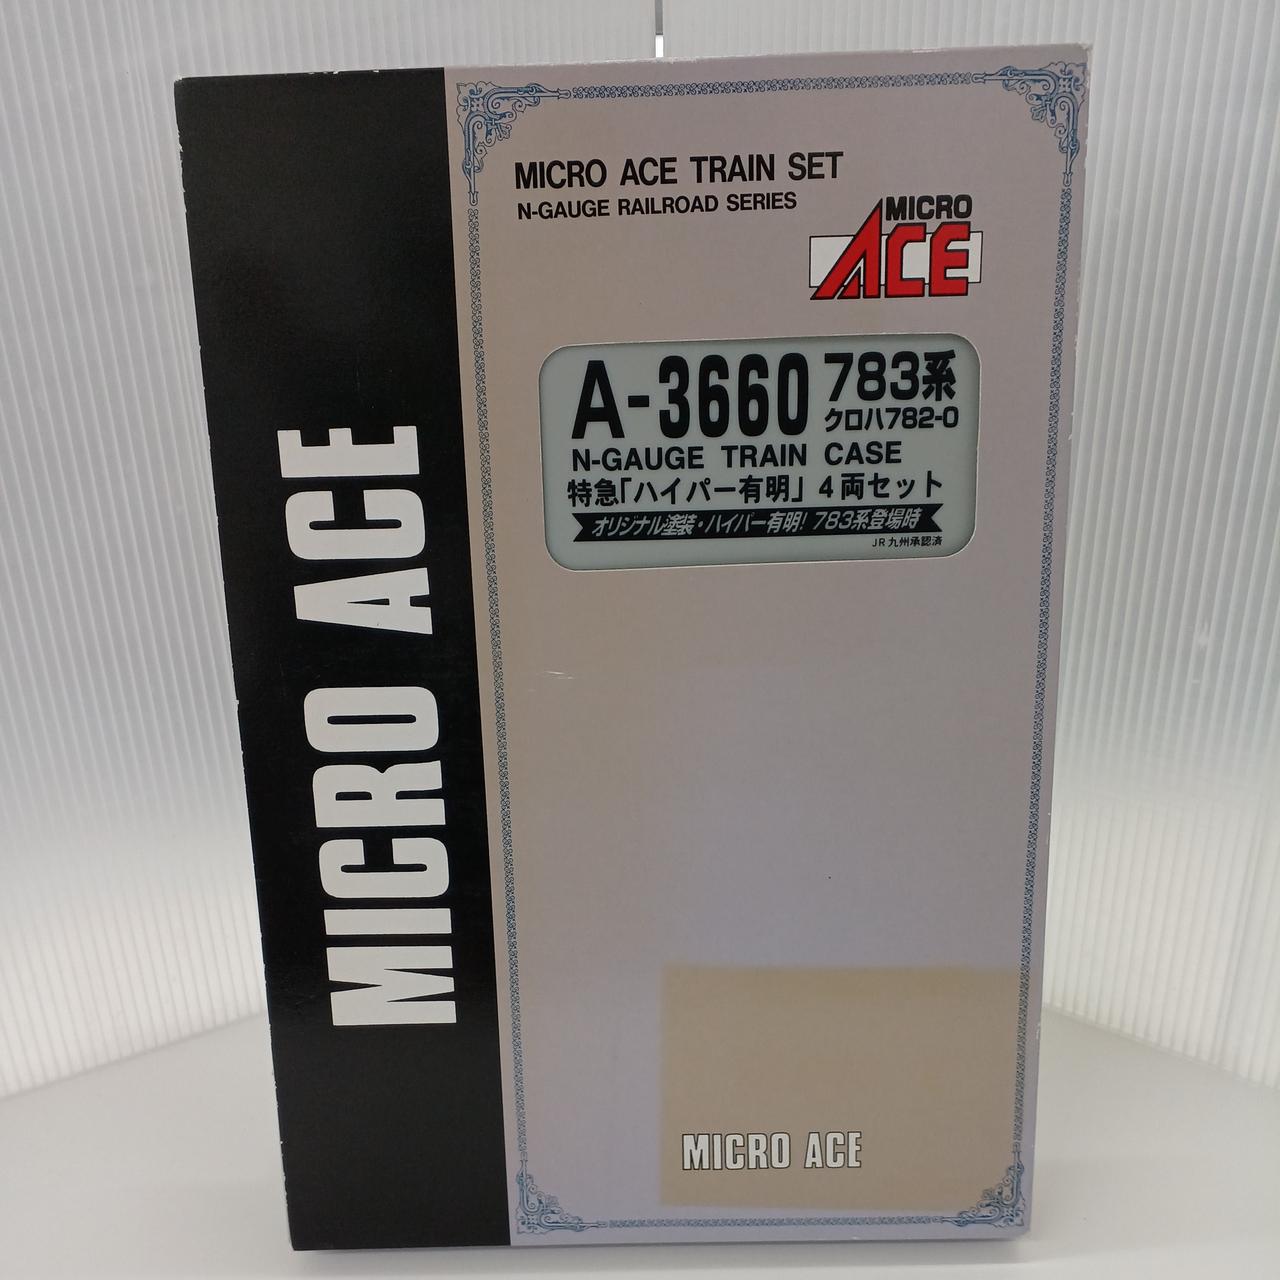 MICRO ACE
MICRO ACE TRAIN SET
N-GAUGE RAILROAD SERIES
MICRO
ACE
A-3660 783系
クロハ782-0
N-GAUGE TRAIN CASE
特急「ハイパー有明」4両セット
オリジナル塗装・ハイパー有明! 783系登場時
JR九州承認済
MICRO ACE